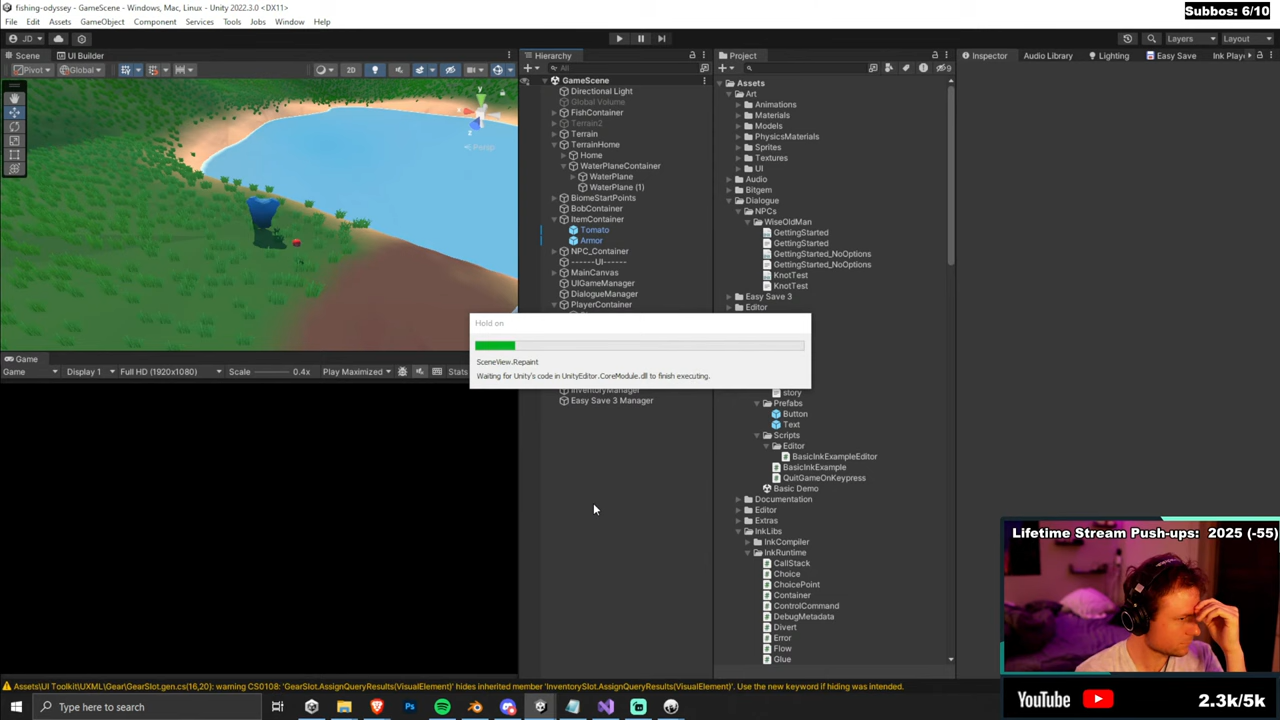 fishing-odyssey - GameScene - Windows, Mac, Linux - Unity 2022.3.0 <DX11>
Subbos: 6/10
File Edit Assets GameObject Component Services Tools Jobs Window Help
JD
Layers
Layout
Scene
UI Builder
Hierarchy
Project
Inspector
Audio Library
Lighting
Easy Save
Ink Playe
Pivot
Global
2D
All
9
y
x
z
Persp
GameScene
Directional Light
Global Volume
FishContainer
Terrain2
Terrain
TerrainHome
Home
WaterPlaneContainer
WaterPlane
WaterPlane (1)
BiomeStartPoints
BobContainer
ItemContainer
Tomato
Armor
NPC_Container
------UI------
MainCanvas
UIGameManager
DialogueManager
PlayerContainer
InventoryManager
Easy Save 3 Manager
Assets
Art
Animations
Materials
Models
PhysicsMaterials
Sprites
Textures
UI
Audio
Bitgem
Dialogue
NPCs
WiseOldMan
GettingStarted
GettingStarted
GettingStarted_NoOptions
GettingStarted_NoOptions
KnotTest
KnotTest
Easy Save 3
Editor
story
Prefabs
Button
Text
Scripts
Editor
BasicInkExampleEditor
BasicInkExample
QuitGameOnKeypress
Basic Demo
Documentation
Editor
Extras
InkLibs
InkCompiler
InkRuntime
CallStack
Choice
ChoicePoint
Container
ControlCommand
DebugMetadata
Divert
Error
Flow
Glue
Hold on
SceneView.Repaint
Waiting for Unity's code in UnityEditor.CoreModule.dll to finish executing.
Game
Game Display 1 Full HD (1920x1080) Scale 0.4x Play Maximized Stats
Lifetime Stream Push-ups: 2025 (-55)
Assets\UI Toolkit\UXML\Gear\GearSlot.gen.cs(16,20): warning CS0108: 'GearSlot.AssignQueryResults(VisualElement)' hides inherited member 'InventorySlot.AssignQueryResults(VisualElement)'. Use the new keyword if hiding was intended.
Type here to search
YouTube
2.3k/5k